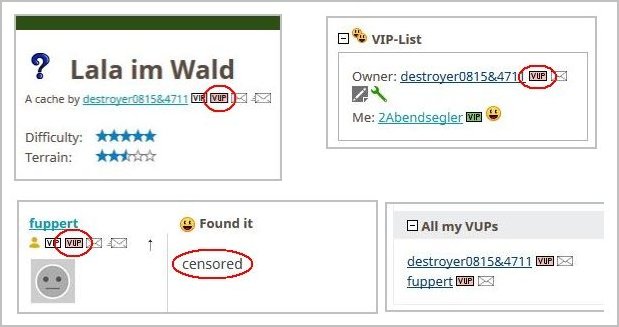 Lala im Wald
A cache by destroyer0815&4711 VIP VUP
Difficulty:
Terrain:
VIP-List
Owner: destroyer0815&4711 VUP
Me: 2Abendsegler VIP
fuppert
VIP VUP
Found it
censored
All my VUPs
destroyer0815&4711 VUP
fuppert VUP